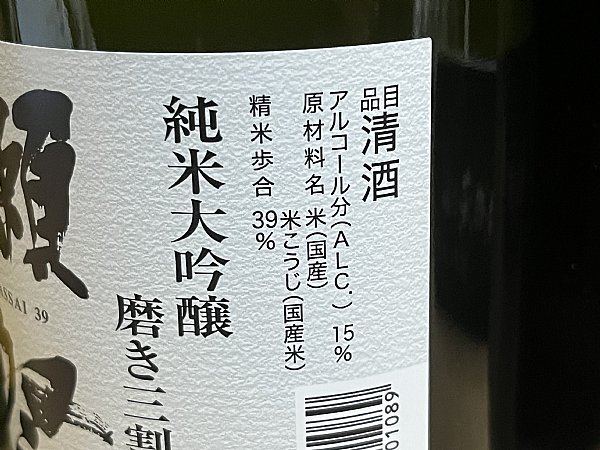 品目
清酒
アルコール分(ALC.) 15%
原材料名 米(国産)
米こうじ(国産米)
精米歩合 39%
純米大吟醸
磨き三割
SSAI 39
01089